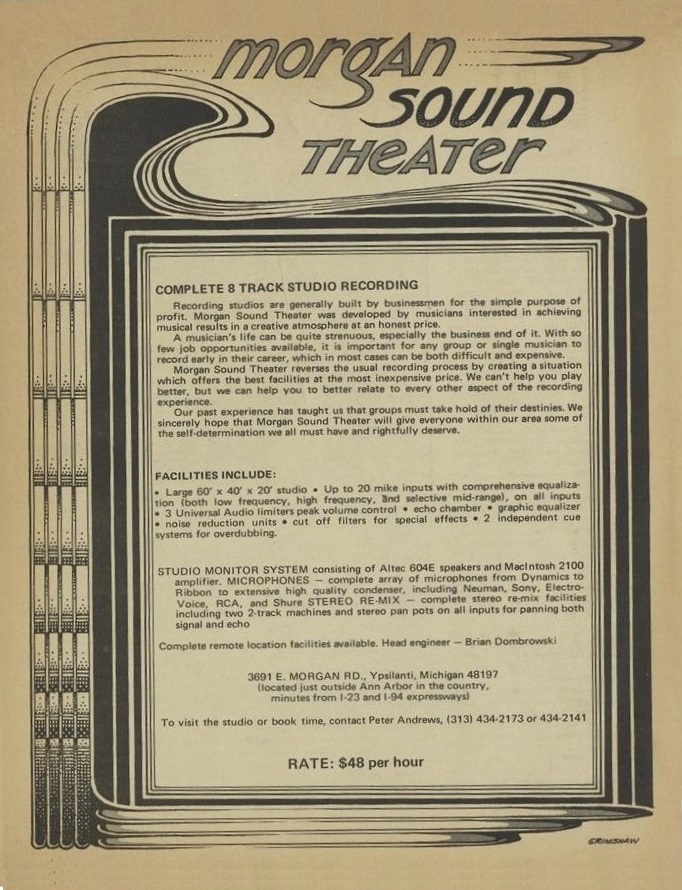 morgan
SOUND
THEATER
COMPLETE 8 TRACK STUDIO RECORDING
Recording studios are generally built by businessmen for the simple purpose of
profit. Morgan Sound Theater was developed by musicians interested in achieving
musical results in a creative atmosphere at an honest price.
A musician's life can be quite strenuous, especially the business end of it. With so
few job opportunities available, it is important for any group or single musician to
record early in their career, which in most cases can be both difficult and expensive.
Morgan Sound Theater reverses the usual recording process by creating a situation
which offers the best facilities at the most inexpensive price. We can't help you play
better, but we can help you to better relate to every other aspect of the recording
experience.
Our past experience has taught us that groups must take hold of their destinies. We
sincerely hope that Morgan Sound Theater will give everyone within our area some of
the self-determination we all must have and rightfully deserve.
FACILITIES INCLUDE:
• Large 60' x 40' x 20' studio • Up to 20 mike inputs with comprehensive equaliza-
tion (both low frequency, high frequency, and selective mid-range), on all inputs
• 3 Universal Audio limiters peak volume control • echo chamber • graphic equalizer
• noise reduction units • cut off filters for special effects • 2 independent cue
systems for overdubbing.
STUDIO MONITOR SYSTEM consisting of Altec 604E speakers and MacIntosh 2100
amplifier. MICROPHONES — complete array of microphones from Dynamics to
Ribbon to extensive high quality condenser, including Neuman, Sony, Electro-
Voice, RCA, and Shure STEREO RE-MIX — complete stereo re-mix facilities
including two 2-track machines and stereo pan pots on all inputs for panning both
signal and echo
Complete remote location facilities available. Head engineer — Brian Dombrowski
3691 E. MORGAN RD., Ypsilanti, Michigan 48197
(located just outside Ann Arbor in the country,
minutes from I-23 and I-94 expressways)
To visit the studio or book time, contact Peter Andrews, (313) 434-2173 or 434-2141
RATE: $48 per hour
GRIMSHAW